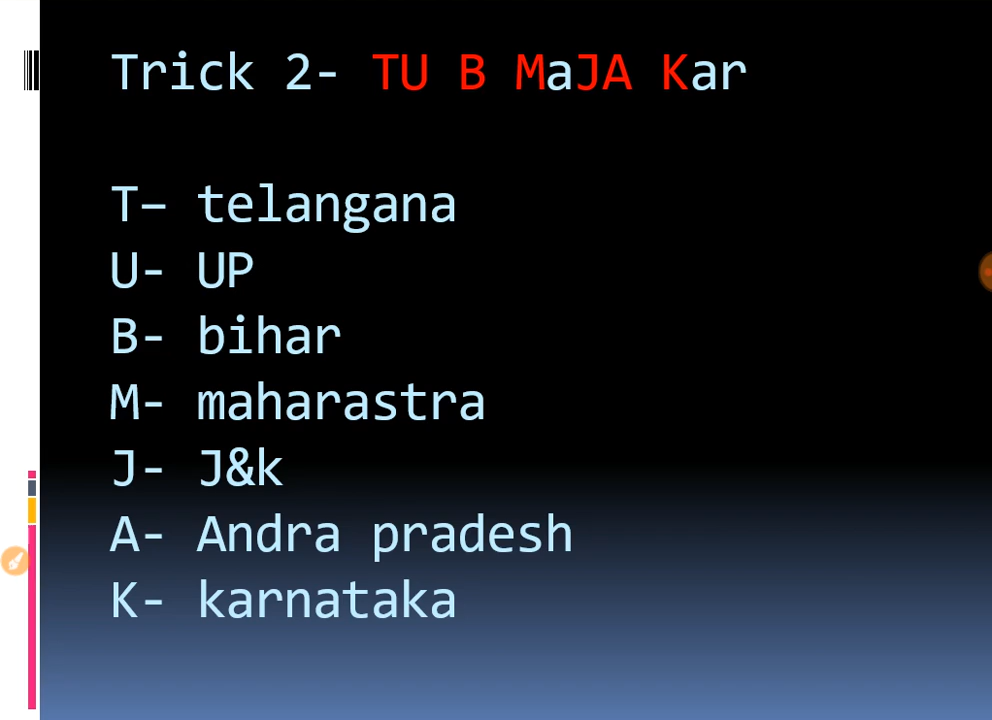 Trick 2- TU B MaJA Kar
T– telangana
U- UP
B- bihar
M- maharastra
J- J&k
A- Andra pradesh
K- karnataka